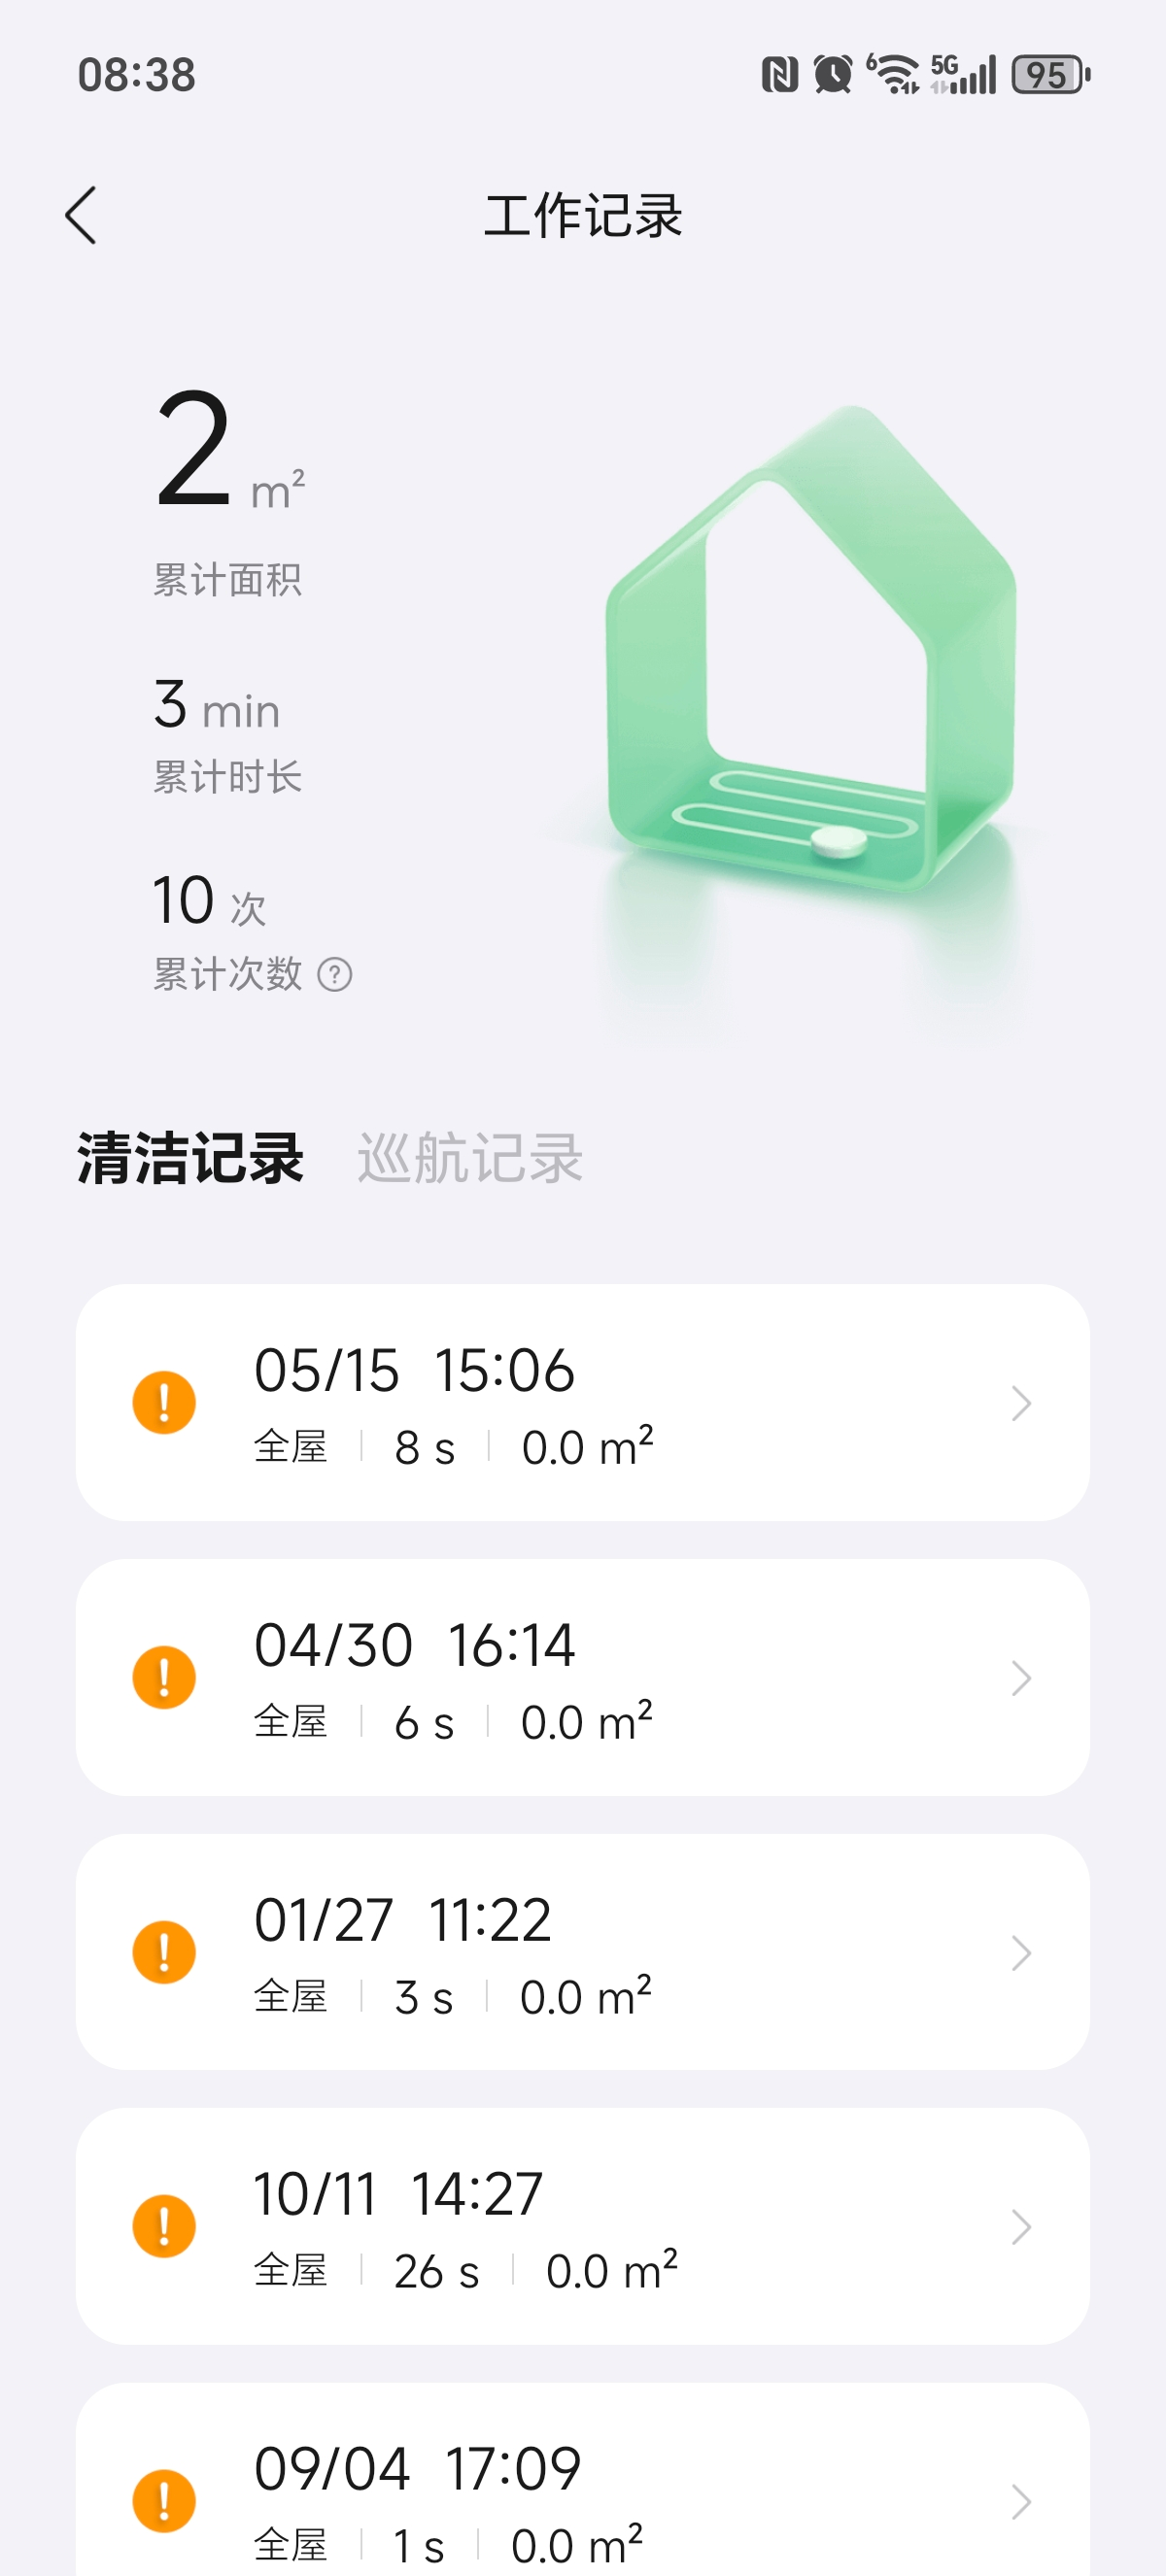 08:38
6 5G 95
工作记录
2 m²
累计面积
3 min
累计时长
10 次
累计次数 ?
清洁记录 巡航记录
05/15 15:06
全屋 | 8 s | 0.0 m²
04/30 16:14
全屋 | 6 s | 0.0 m²
01/27 11:22
全屋 | 3 s | 0.0 m²
10/11 14:27
全屋 | 26 s | 0.0 m²
09/04 17:09
全屋 | 1 s | 0.0 m²